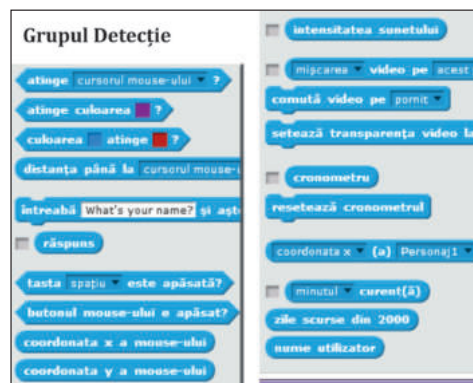 Grupul Detecție
atinge cursorul mouse-ului ?
atinge culoarea ?
culoarea atinge ?
distanța până la cursorul mouse-u
întreabă What's your name? și aşt
răspuns
tasta spațiu este apăsată?
butonul mouse-ului e apăsat?
coordonata x a mouse-ului
coordonata y a mouse-ului
intensitatea sunetului
mișcarea video pe acest
comută video pe pornit
setează transparența video la
cronometru
resetează cronometrul
coordonata x (a) Personaj1
minutul curent(ă)
zile scurse din 2000
nume utilizator